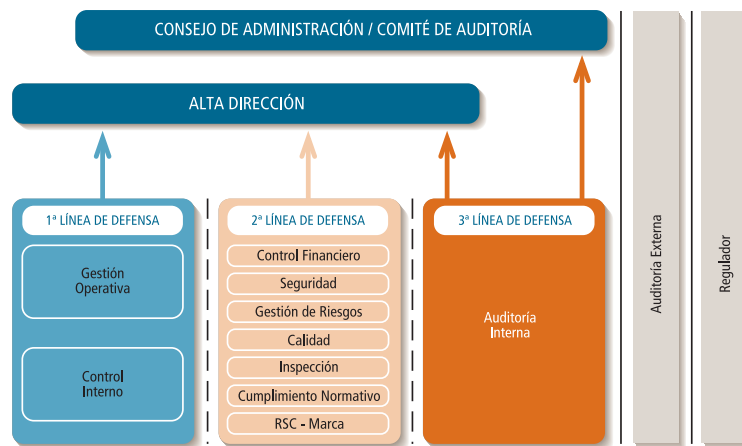 CONSEJO DE ADMINISTRACIÓN / COMITÉ DE AUDITORÍA
ALTA DIRECCIÓN
1ª LÍNEA DE DEFENSA
Gestión
Operativa
Control
Interno
2ª LÍNEA DE DEFENSA
Control Financiero
Seguridad
Gestión de Riesgos
Calidad
Inspección
Cumplimiento Normativo
RSC - Marca
3ª LÍNEA DE DEFENSA
Auditoría
Interna
Auditoría Externa
Regulador